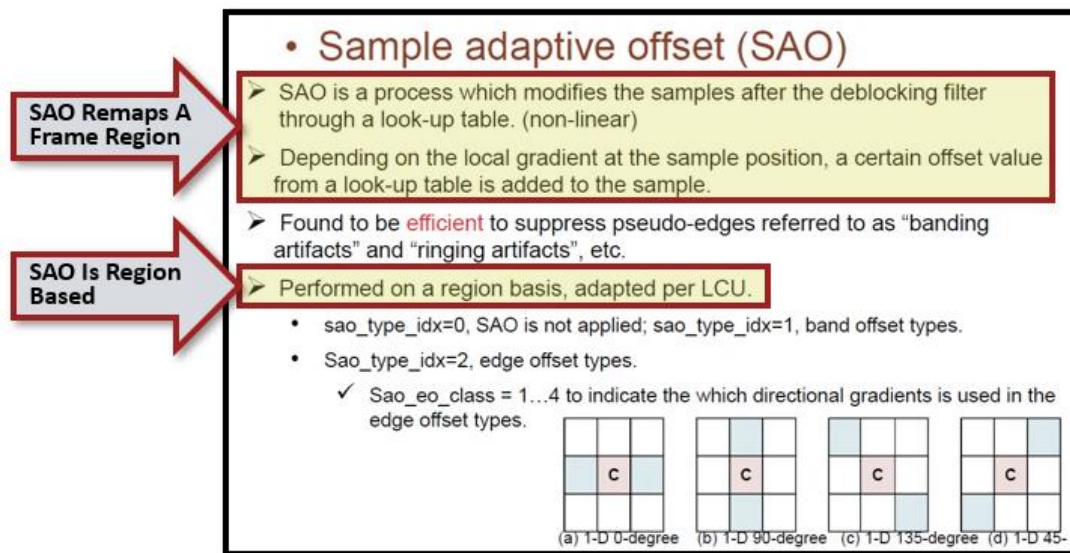 • Sample adaptive offset (SAO)
SAO Remaps A
Frame Region
➢ SAO is a process which modifies the samples after the deblocking filter
through a look-up table. (non-linear)
➢ Depending on the local gradient at the sample position, a certain offset value
from a look-up table is added to the sample.
➢ Found to be efficient to suppress pseudo-edges referred to as “banding
artifacts” and “ringing artifacts”, etc.
SAO Is Region
Based
➢ Performed on a region basis, adapted per LCU.
• sao_type_idx=0, SAO is not applied; sao_type_idx=1, band offset types.
• Sao_type_idx=2, edge offset types.
✓ Sao_eo_class = 1…4 to indicate the which directional gradients is used in the
edge offset types.
C C C C
(a) 1-D 0-degree (b) 1-D 90-degree (c) 1-D 135-degree (d) 1-D 45-